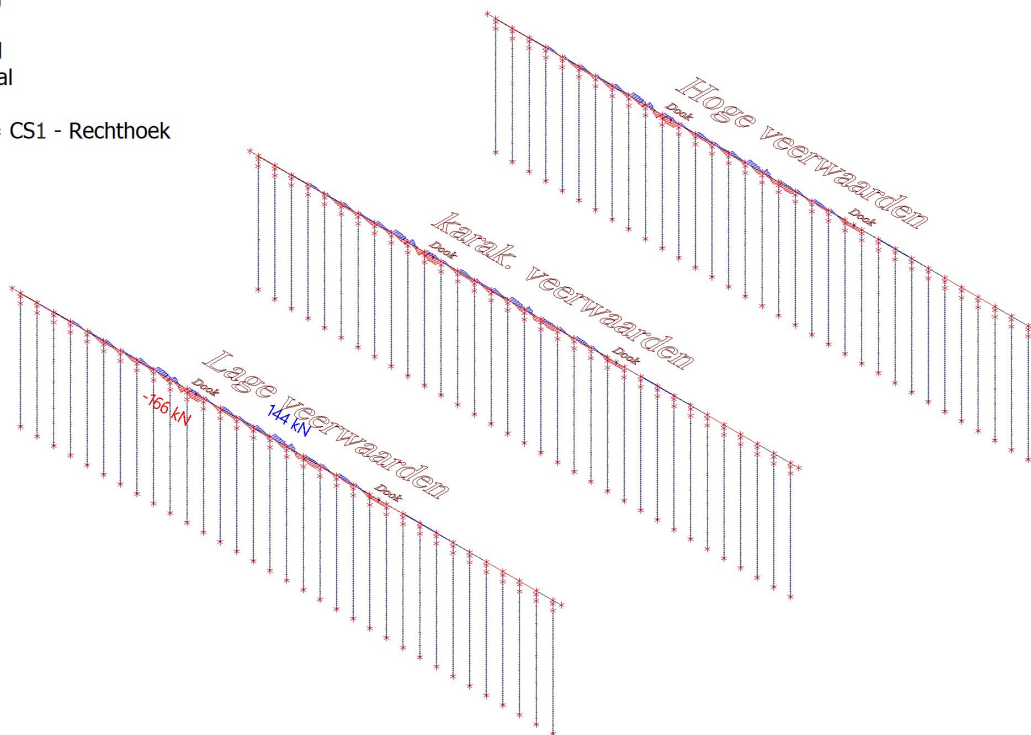 al
= CS1 - Rechthoek
Hoge veerwaarden
Dook
Dook
karak. veerwaarden
Dook
Dook
Lage veerwaarden
Dook
-166 kN
144 kN
Dook